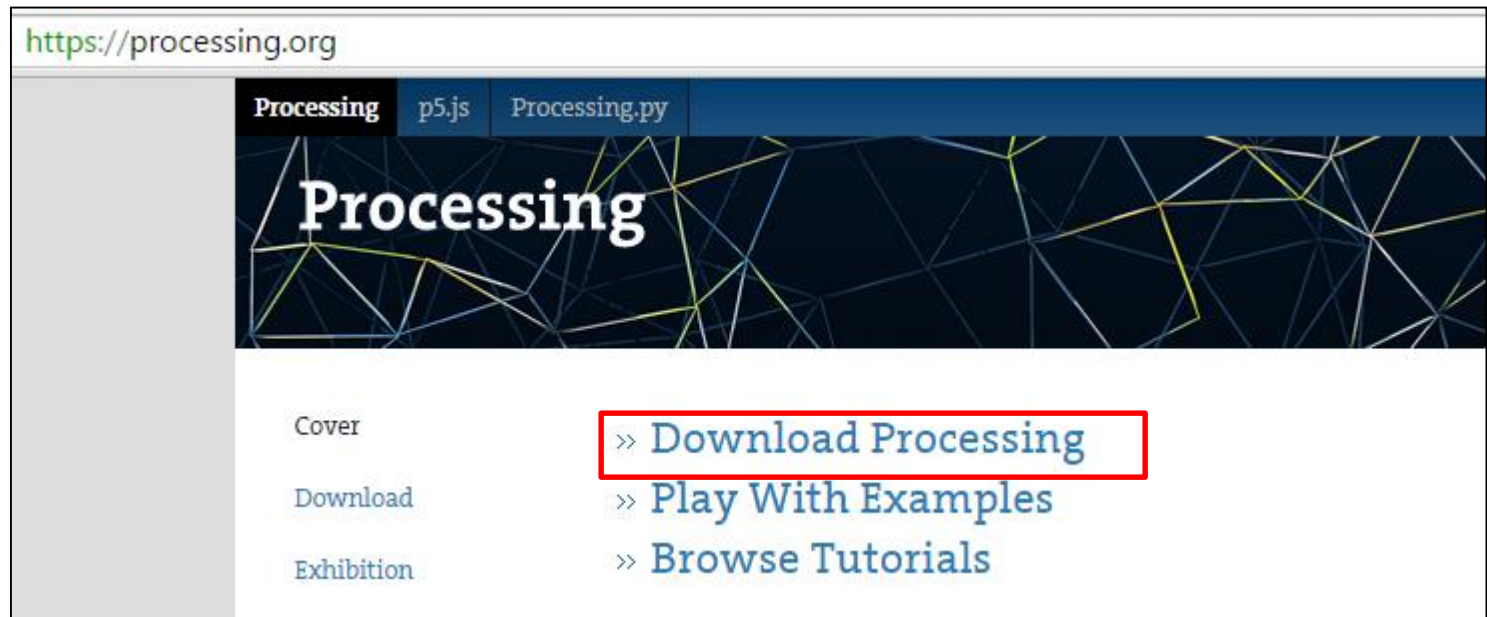 https://processing.org
Processing p5.js Processing.py
Processing
Cover
Download
Exhibition
» Download Processing
» Play With Examples
» Browse Tutorials